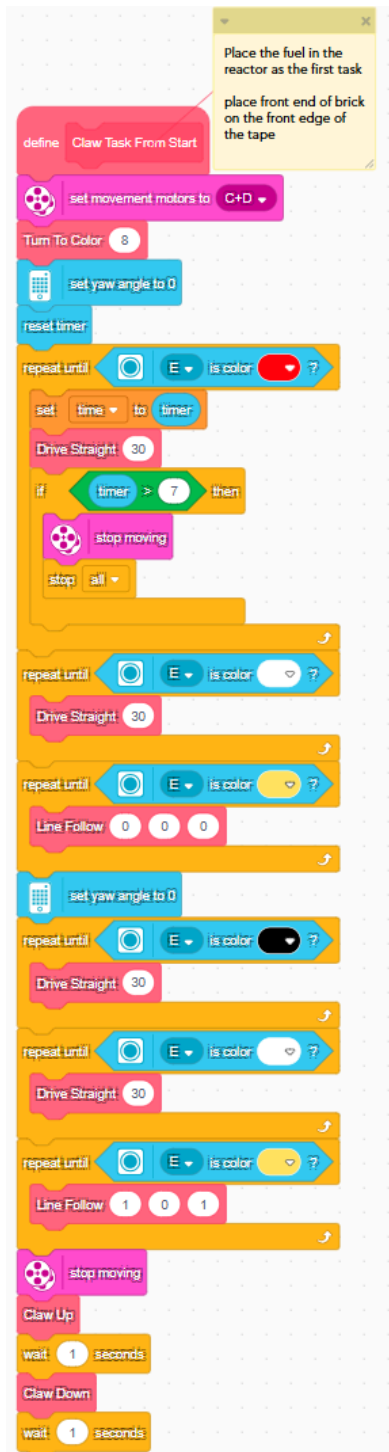 Place the fuel in the
reactor as the first task
place front end of brick
on the front edge of
the tape
define Claw Task From Start
set movement motors to C+D
Turn To Color 8
set yaw angle to 0
reset timer
repeat until E is color ?
set time to timer
Drive Straight 30
if timer > 7 then
stop moving
stop all
repeat until E is color ?
Drive Straight 30
repeat until E is color ?
Line Follow 0 0 0
set yaw angle to 0
repeat until E is color ?
Drive Straight 30
repeat until E is color ?
Drive Straight 30
repeat until E is color ?
Line Follow 1 0 1
stop moving
Claw Up
wait 1 seconds
Claw Down
wait 1 seconds